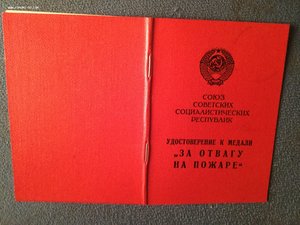 СОЮЗ
СОВЕТСКИХ
СОЦИАЛИСТИЧЕСКИХ
РЕСПУБЛИК
УДОСТОВЕРЕНИЕ К МЕДАЛИ
„ЗА ОТВАГУ
НА ПОЖАРЕ“